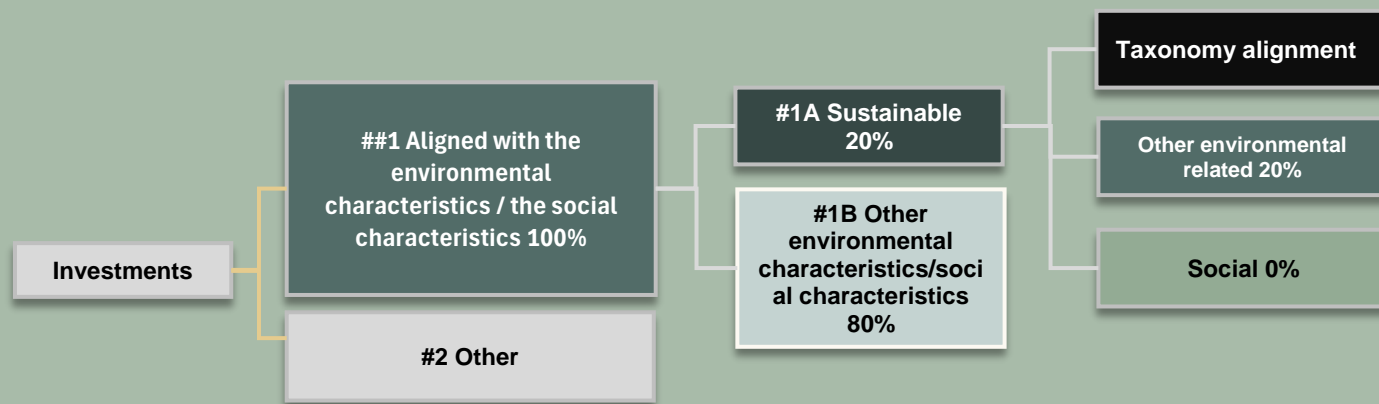 Investments
##1 Aligned with the
environmental
characteristics / the social
characteristics 100%
#2 Other
#1A Sustainable
20%
#1B Other
environmental
characteristics/soci
al characteristics
80%
Taxonomy alignment
Other environmental
related 20%
Social 0%